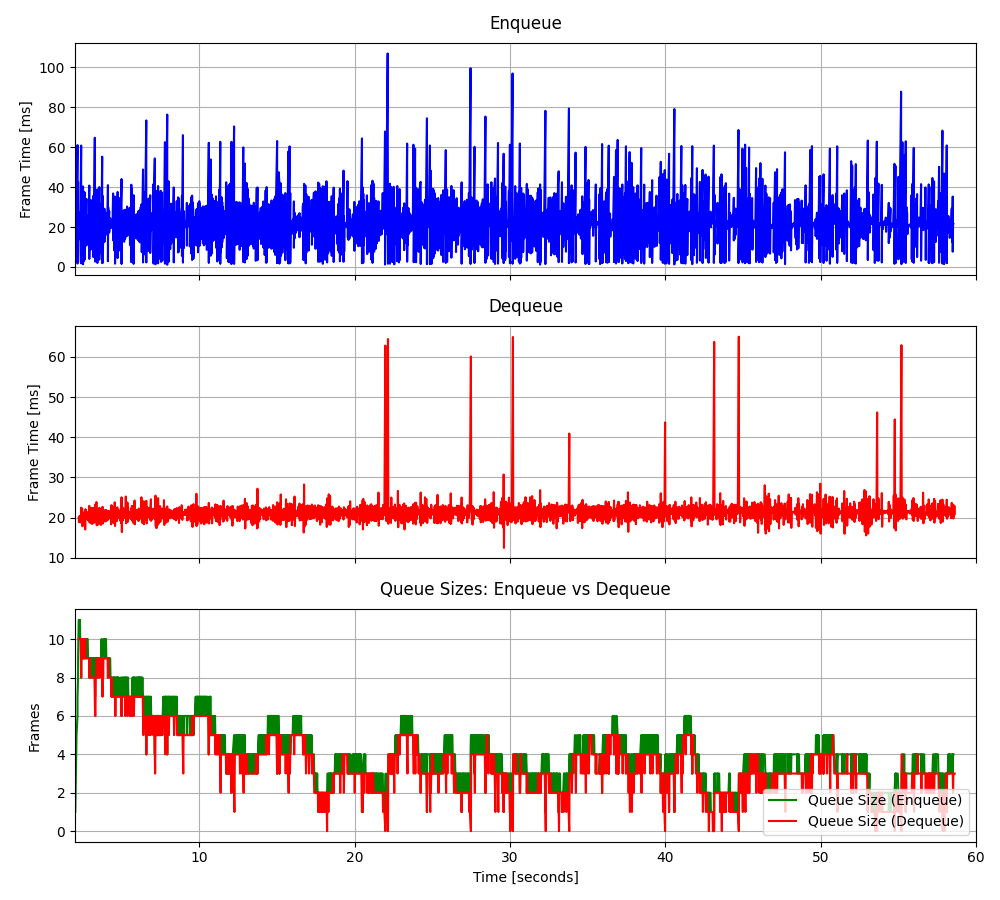 Enqueue
Frame Time [ms]
100
80
60
40
20
0
Dequeue
Frame Time [ms]
60
50
40
30
20
10
Queue Sizes: Enqueue vs Dequeue
Frames
10
8
6
4
2
0
Queue Size (Enqueue)
Queue Size (Dequeue)
10 20 30 40 50 60
Time [seconds]